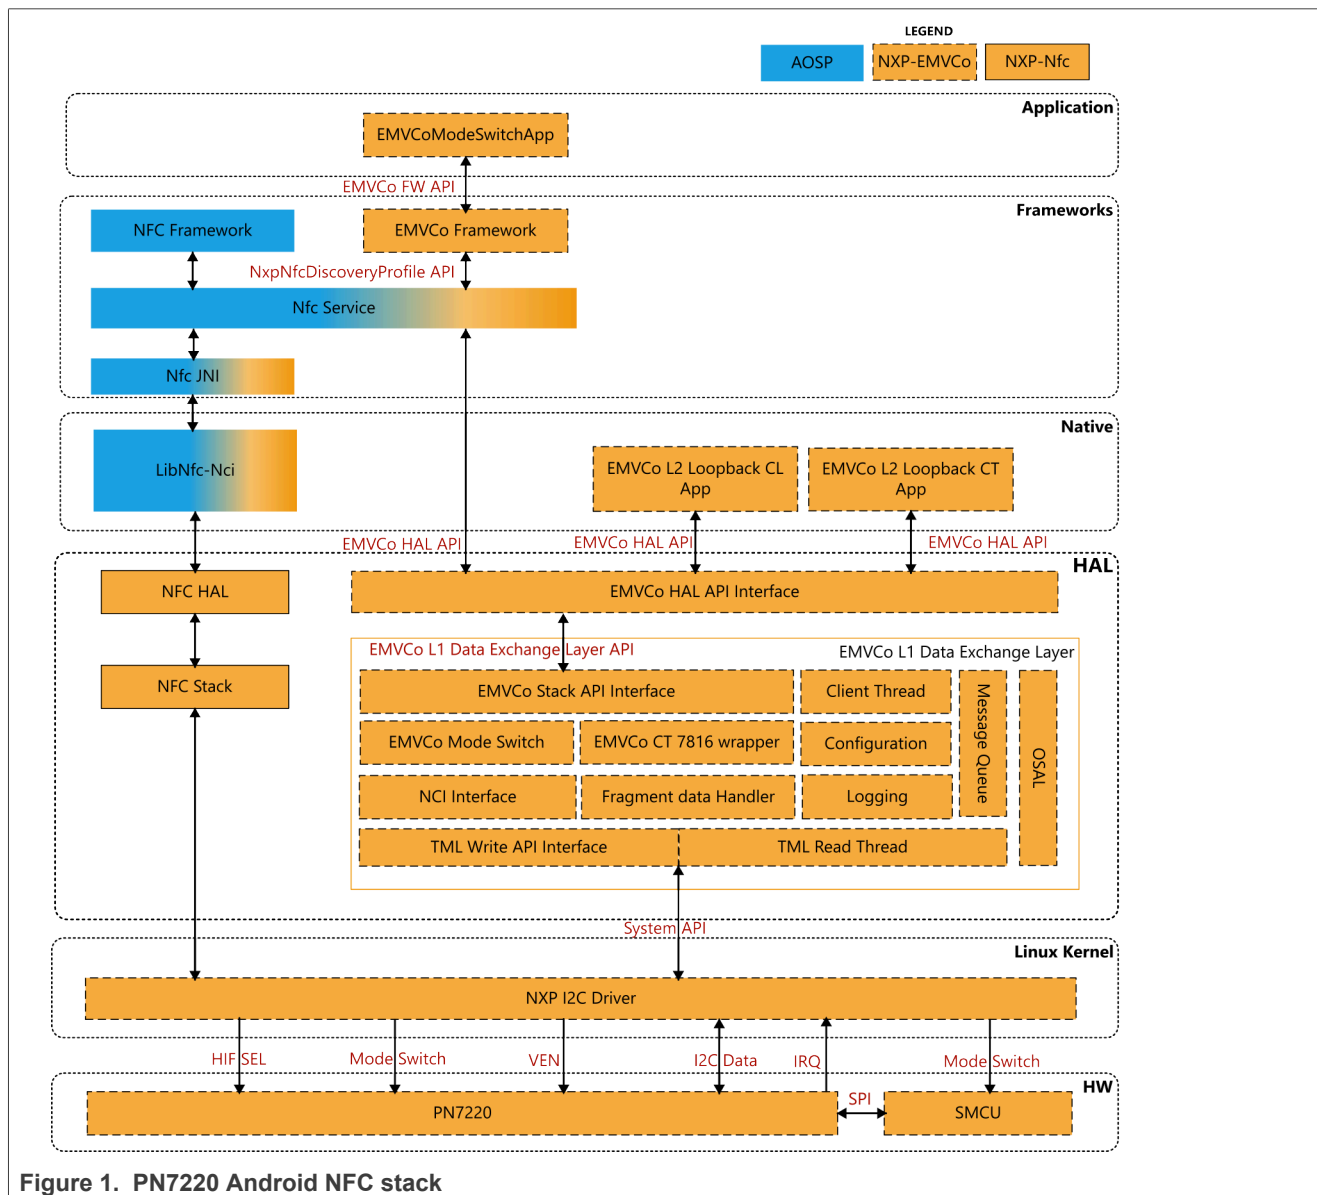 LEGEND
AOSP
NXP-EMVCo
NXP-Nfc
Application
EMVCoModeSwitchApp
EMVCo FW API
Frameworks
NFC Framework
EMVCo Framework
NxpNfcDiscoveryProfile API
Nfc Service
Nfc JNI
Native
LibNfc-Nci
EMVCo L2 Loopback CL
App
EMVCo L2 Loopback CT
App
EMVCo HAL API
EMVCo HAL API
EMVCo HAL API
HAL
NFC HAL
EMVCo HAL API Interface
EMVCo L1 Data Exchange Layer API
EMVCo L1 Data Exchange Layer
NFC Stack
EMVCo Stack API Interface
Client Thread
Message Queue
OSAL
EMVCo Mode Switch
EMVCo CT 7816 wrapper
Configuration
NCI Interface
Fragment data Handler
Logging
TML Write API Interface
TML Read Thread
System API
Linux Kernel
NXP I2C Driver
HIF SEL
Mode Switch
VEN
I2C Data
IRQ
Mode Switch
HW
PN7220
SPI
SMCU
Figure 1. PN7220 Android NFC stack